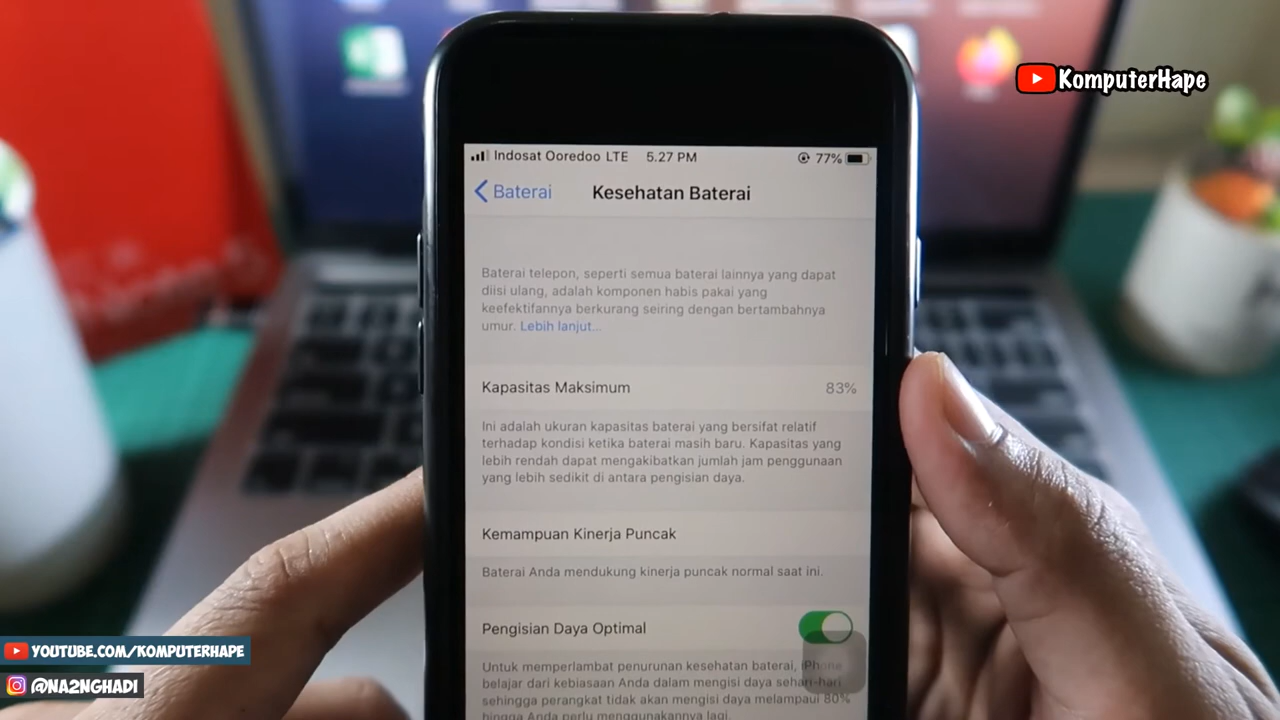 KomputerHape
Indosat Ooredoo LTE 5.27 PM 77%
Baterai Kesehatan Baterai
Baterai telepon, seperti semua baterai lainnya yang dapat
diisi ulang, adalah komponen habis pakai yang
keefektifannya berkurang seiring dengan bertambahnya
umur. Lebih lanjut...
Kapasitas Maksimum 83%
Ini adalah ukuran kapasitas baterai yang bersifat relatif
terhadap kondisi ketika baterai masih baru. Kapasitas yang
lebih rendah dapat mengakibatkan jumlah jam penggunaan
yang lebih sedikit di antara pengisian daya.
Kemampuan Kinerja Puncak
Baterai Anda mendukung kinerja puncak normal saat ini.
Pengisian Daya Optimal
Untuk memperlambat penurunan kesehatan baterai, iPhone
belajar dari kebiasaan Anda dalam mengisi daya sehari-hari
sehingga perangkat tidak akan mengisi daya melampaui 80%
hingga Anda perlu menggunakannya lagi.
YOUTUBE.COM/KOMPUTERHAPE
@NA2NGHADI